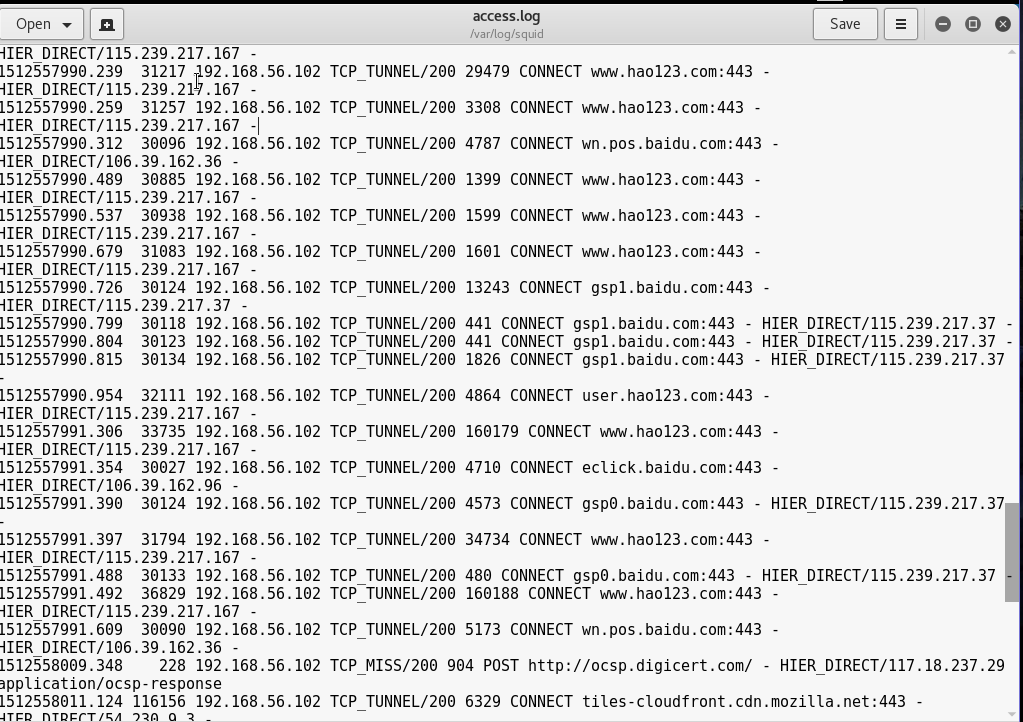 Open
access.log
/var/log/squid
Save
HIER_DIRECT/115.239.217.167 -
1512557990.239  31217 192.168.56.102 TCP_TUNNEL/200 29479 CONNECT www.hao123.com:443 -
HIER_DIRECT/115.239.217.167 -
1512557990.259  31257 192.168.56.102 TCP_TUNNEL/200 3308 CONNECT www.hao123.com:443 -
HIER_DIRECT/115.239.217.167 -
1512557990.312  30096 192.168.56.102 TCP_TUNNEL/200 4787 CONNECT wn.pos.baidu.com:443 -
HIER_DIRECT/106.39.162.36 -
1512557990.489  30885 192.168.56.102 TCP_TUNNEL/200 1399 CONNECT www.hao123.com:443 -
HIER_DIRECT/115.239.217.167 -
1512557990.537  30938 192.168.56.102 TCP_TUNNEL/200 1599 CONNECT www.hao123.com:443 -
HIER_DIRECT/115.239.217.167 -
1512557990.679  31083 192.168.56.102 TCP_TUNNEL/200 1601 CONNECT www.hao123.com:443 -
HIER_DIRECT/115.239.217.167 -
1512557990.726  30124 192.168.56.102 TCP_TUNNEL/200 13243 CONNECT gsp1.baidu.com:443 -
HIER_DIRECT/115.239.217.37 -
1512557990.799  30118 192.168.56.102 TCP_TUNNEL/200 441 CONNECT gsp1.baidu.com:443 - HIER_DIRECT/115.239.217.37 -
1512557990.804  30123 192.168.56.102 TCP_TUNNEL/200 441 CONNECT gsp1.baidu.com:443 - HIER_DIRECT/115.239.217.37 -
1512557990.815  30134 192.168.56.102 TCP_TUNNEL/200 1826 CONNECT gsp1.baidu.com:443 - HIER_DIRECT/115.239.217.37
-
1512557990.954  32111 192.168.56.102 TCP_TUNNEL/200 4864 CONNECT user.hao123.com:443 -
HIER_DIRECT/115.239.217.167 -
1512557991.306  33735 192.168.56.102 TCP_TUNNEL/200 160179 CONNECT www.hao123.com:443 -
HIER_DIRECT/115.239.217.167 -
1512557991.354  30027 192.168.56.102 TCP_TUNNEL/200 4710 CONNECT eclick.baidu.com:443 -
HIER_DIRECT/106.39.162.96 -
1512557991.390  30124 192.168.56.102 TCP_TUNNEL/200 4573 CONNECT gsp0.baidu.com:443 - HIER_DIRECT/115.239.217.37
-
1512557991.397  31794 192.168.56.102 TCP_TUNNEL/200 34734 CONNECT www.hao123.com:443 -
HIER_DIRECT/115.239.217.167 -
1512557991.488  30133 192.168.56.102 TCP_TUNNEL/200 480 CONNECT gsp0.baidu.com:443 - HIER_DIRECT/115.239.217.37 -
1512557991.492  36829 192.168.56.102 TCP_TUNNEL/200 160188 CONNECT www.hao123.com:443 -
HIER_DIRECT/115.239.217.167 -
1512557991.609  30090 192.168.56.102 TCP_TUNNEL/200 5173 CONNECT wn.pos.baidu.com:443 -
HIER_DIRECT/106.39.162.36 -
1512558009.348    228 192.168.56.102 TCP_MISS/200 904 POST http://ocsp.digicert.com/ - HIER_DIRECT/117.18.237.29
application/ocsp-response
1512558011.124 116156 192.168.56.102 TCP_TUNNEL/200 6329 CONNECT tiles-cloudfront.cdn.mozilla.net:443 -
HIER_DIRECT/54.230.9.3 -